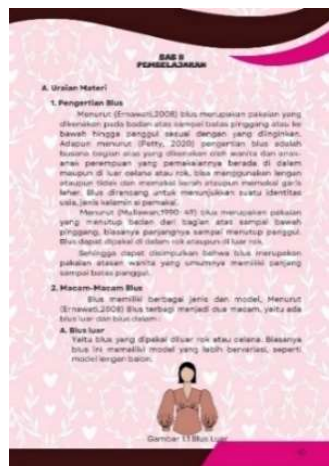 BAB II
PEMBELAJARAN
A. Uraian Materi
1. Pengertian Blus
Menurut (Ernawati,2008) blus merupakan pakaian yang
dikenakan pada badan atas sampai batas pinggang atau ke
bawah hingga panggul sesuai dengan yang diinginkan.
Adapun menurut (Petty, 2020) pengertian blus adalah
busana bagian atas yang dikenakan oleh wanita dan anak-
anak perempuan yang pemakaiannya berada di dalam
maupun di luar celana atau rok, bisa menggunakan lengan
ataupun tidak dan memakai kerah ataupun memakai garis
leher. Blus dirancang untuk menunjukkan suatu identitas
usia, jenis kelamin si pemakai.
Menurut (Muliawan,1990: 47) blus merupakan pakaian
yang menutup badan dari bagian atas sampai bawah
pinggang, biasanya panjangnya sampai menutup panggul.
Blus dapat dipakai di dalam rok ataupun di luar rok.
Sehingga dapat disimpulkan bahwa blus merupakan
pakaian atasan wanita yang umumnya memiliki panjang
sampai batas panggul.
2. Macam-Macam Blus
Blus memiliki berbagai jenis dan model, Menurut
(Ernawati,2008) Blus terbagi menjadi dua macam, yaitu ada
blus luar dan blus dalam:
A. Blus luar
Yaitu blus yang dipakai diluar rok atau celana. Biasanya
blus ini memiliki model yang lebih bervariasi, seperti
model lengan balon.
Gambar 1.1 Blus Luar